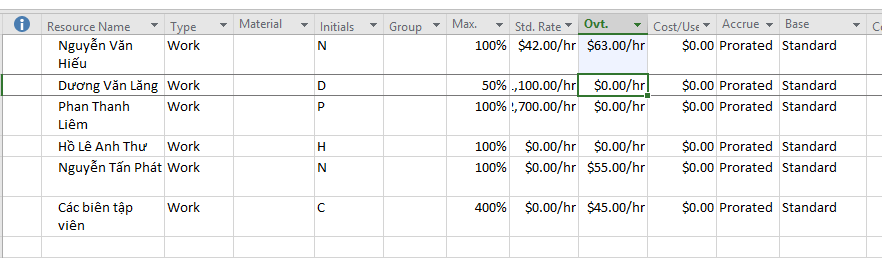 Resource Name Type Material Initials Group Max. Std. Rate Ovt. Cost/Use Accrue Base
Nguyễn Văn Hiếu Work N 100% $42.00/hr $63.00/hr $0.00 Prorated Standard
Dương Văn Lăng Work D 50% ,100.00/hr $0.00/hr $0.00 Prorated Standard
Phan Thanh Liêm Work P 100% 2,700.00/hr $0.00/hr $0.00 Prorated Standard
Hồ Lê Anh Thư Work H 100% $0.00/hr $0.00/hr $0.00 Prorated Standard
Nguyễn Tấn Phát Work N 100% $0.00/hr $55.00/hr $0.00 Prorated Standard
Các biên tập viên Work C 400% $0.00/hr $45.00/hr $0.00 Prorated Standard